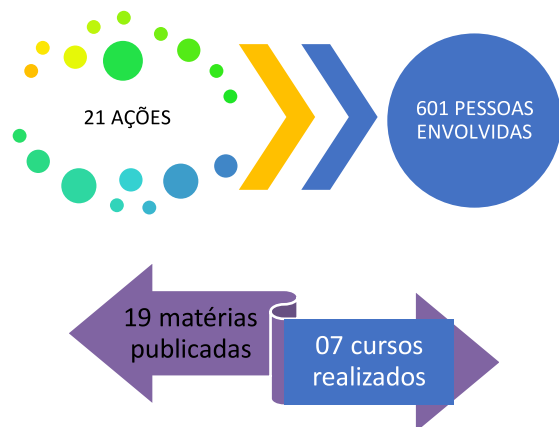 21 AÇÕES
601 PESSOAS
ENVOLVIDAS
19 matérias
publicadas
07 cursos
realizados